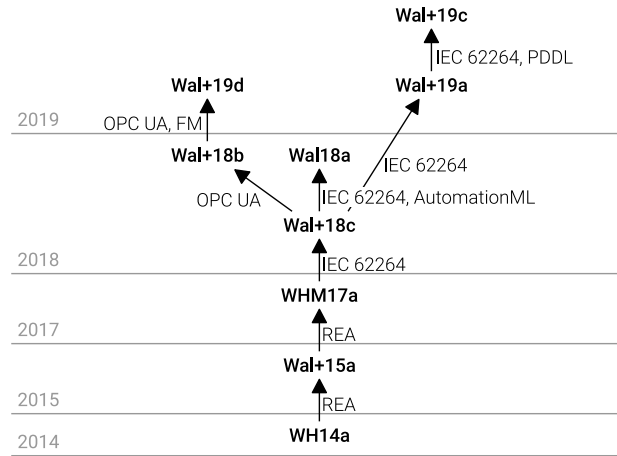 Wal+19c
IEC 62264, PDDL
Wal+19d
Wal+19a
2019
OPC UA, FM
Wal+18b
Wal18a
IEC 62264
OPC UA
IEC 62264, AutomationML
Wal+18c
2018
IEC 62264
WHM17a
2017
REA
Wal+15a
2015
REA
WH14a
2014